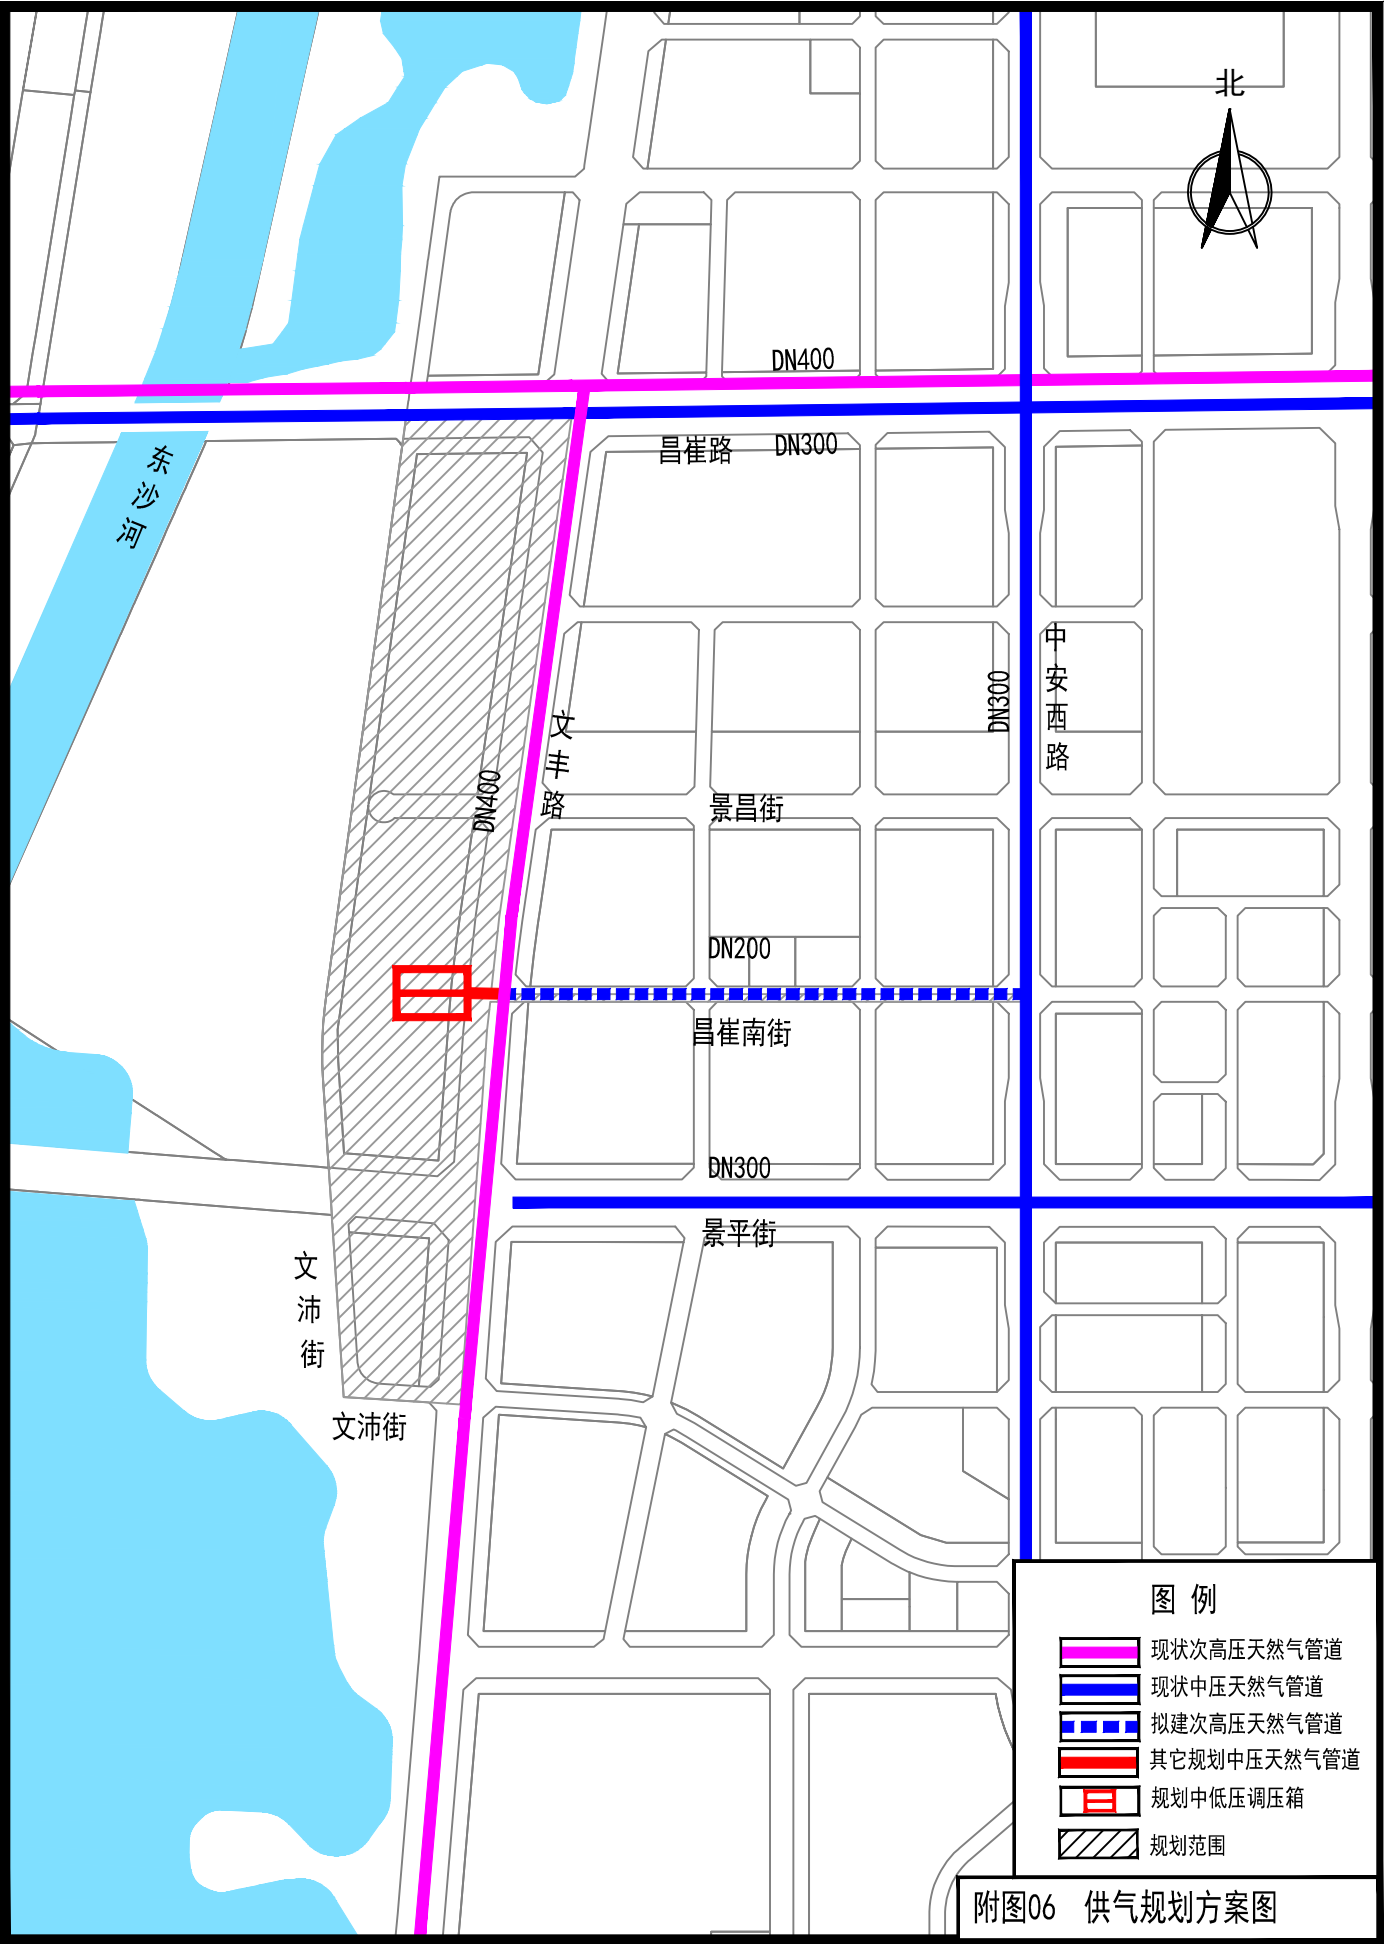 北
DN400
昌崔路
DN300
东沙河
中安西路
DN300
文丰路
DN400
景昌街
DN200
昌崔南街
DN300
景平街
文沛街
文沛街
图 例
现状次高压天然气管道
现状中压天然气管道
拟建次高压天然气管道
其它规划中压天然气管道
规划中低压调压箱
规划范围
附图06 供气规划方案图